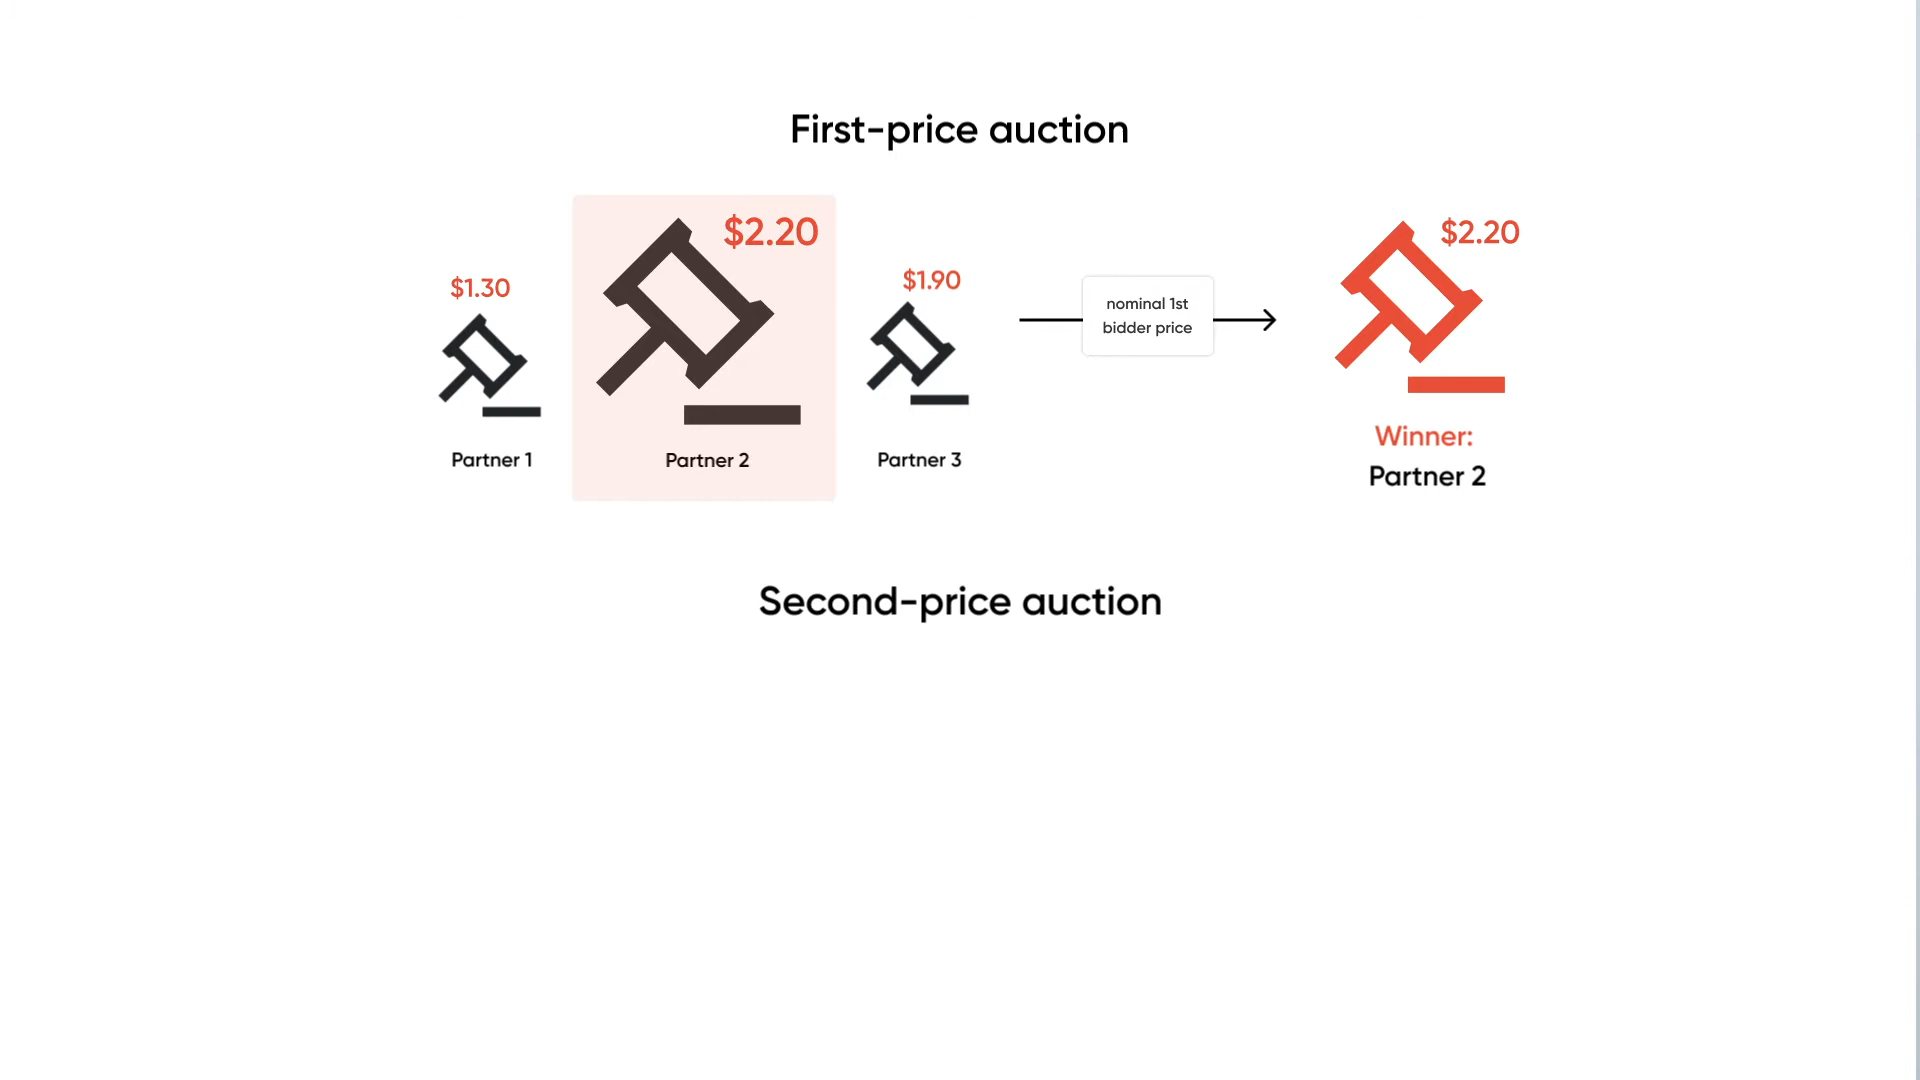 First-price auction
$1.30
$2.20
$1.90
nominal 1st
bidder price
$2.20
Partner 1
Partner 2
Partner 3
Winner:
Partner 2
Second-price auction